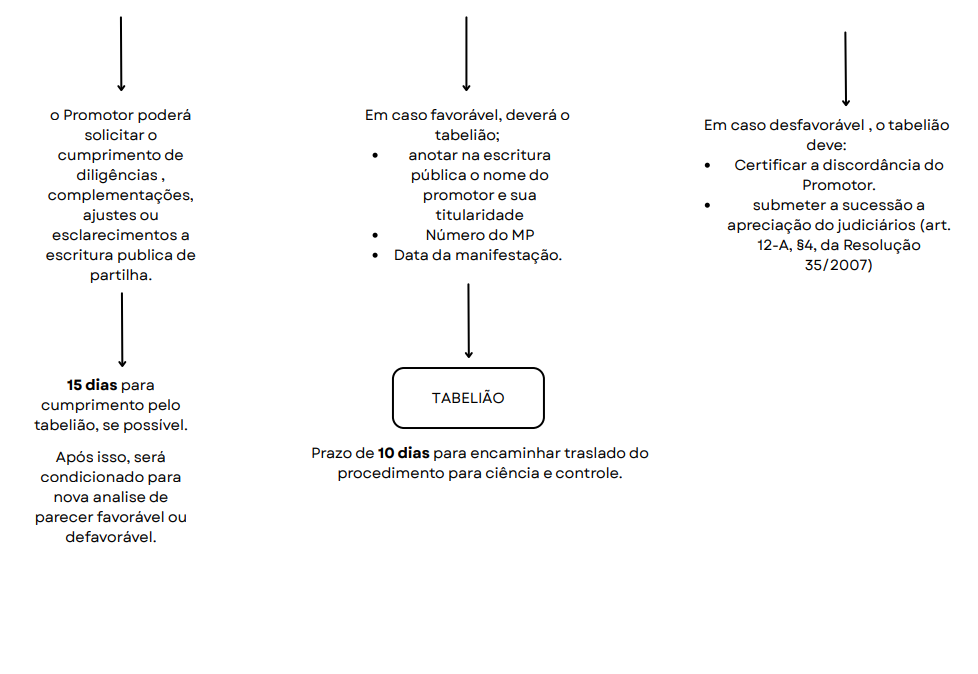 o Promotor poderá
solicitar o
cumprimento de
diligências ,
complementações,
ajustes ou
esclarecimentos a
escritura publica de
partilha.
15 dias para
cumprimento pelo
tabelião, se possivel.
Após isso, será
condicionado para
nova analise de
parecer favorável ou
defavorável.
Em caso favorável, deverá o
tabelião;
• anotar na escritura
pública o nome do
promotor e sua
titularidade
• Número do MP
• Data da manifestação.
TABELIÃO
Prazo de 10 dias para encaminhar traslado do
procedimento para ciência e controle.
Em caso desfavorável , o tabelião
deve:
• Certificar a discordância do
Promotor.
• submeter a sucessão a
apreciação do judiciários (art.
12-A, §4, da Resolução
35/2007)